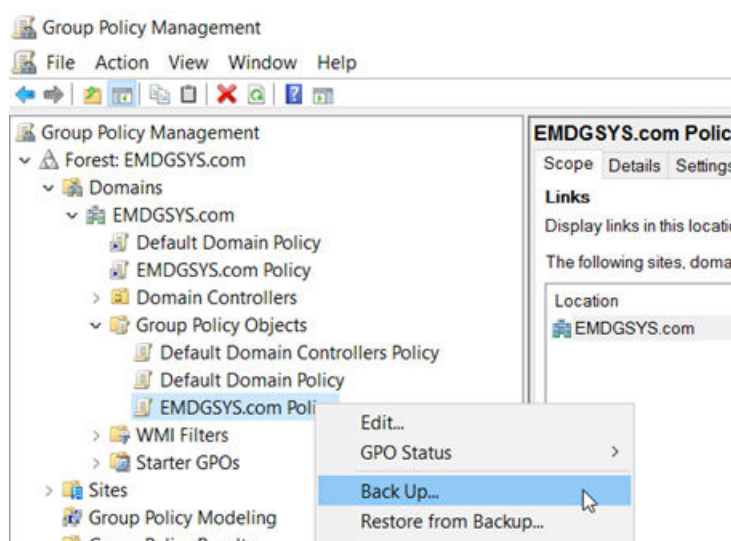 Group Policy Management
File Action View Window Help
Group Policy Management
Forest: EMDGSYS.com
Domains
EMDGSYS.com
Default Domain Policy
EMDGSYS.com Policy
Domain Controllers
Group Policy Objects
Default Domain Controllers Policy
Default Domain Policy
EMDGSYS.com Poli
WMI Filters
Starter GPOs
Sites
Group Policy Modeling
EMDGSYS.com Polic
Scope Details Settings
Links
Display links in this locati
The following sites, doma
Location
EMDGSYS.com
Edit...
GPO Status
Back Up...
Restore from Backup...